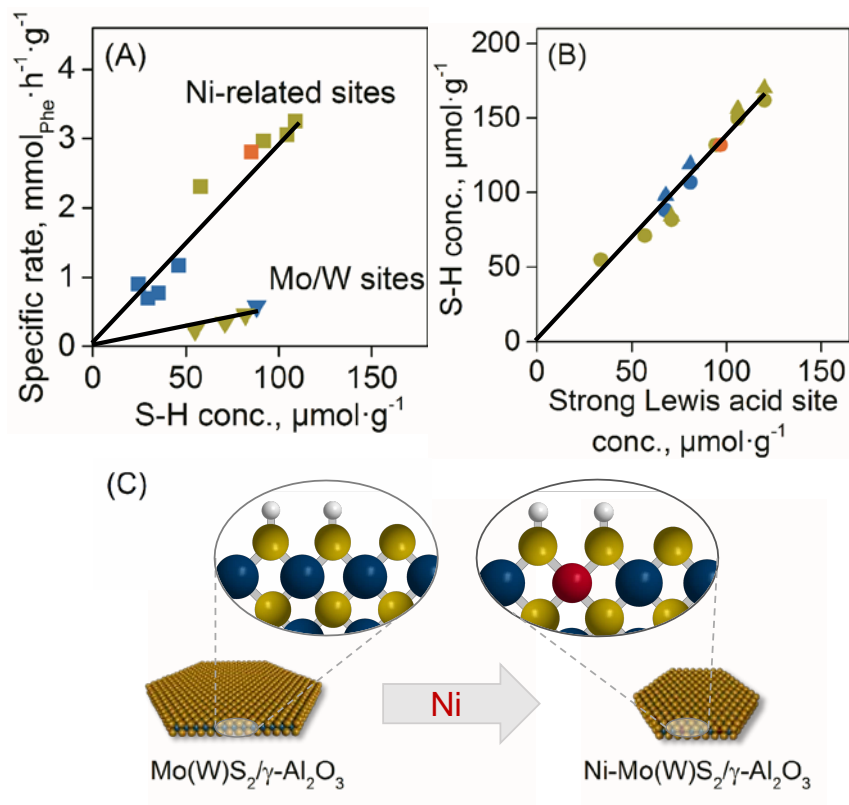 (A)
Specific rate, mmol_Phe·h⁻¹·g⁻¹
4
3
2
1
0
Ni-related sites
Mo/W sites
0 50 100
S-H conc., μmol·g⁻¹
(B)
S-H conc., μmol·g⁻¹
200
150
100
50
0
0 50 100 150
Strong Lewis acid site
conc., μmol·g⁻¹
(C)
Ni
Mo(W)S₂/γ-Al₂O₃
Ni-Mo(W)S₂/γ-Al₂O₃